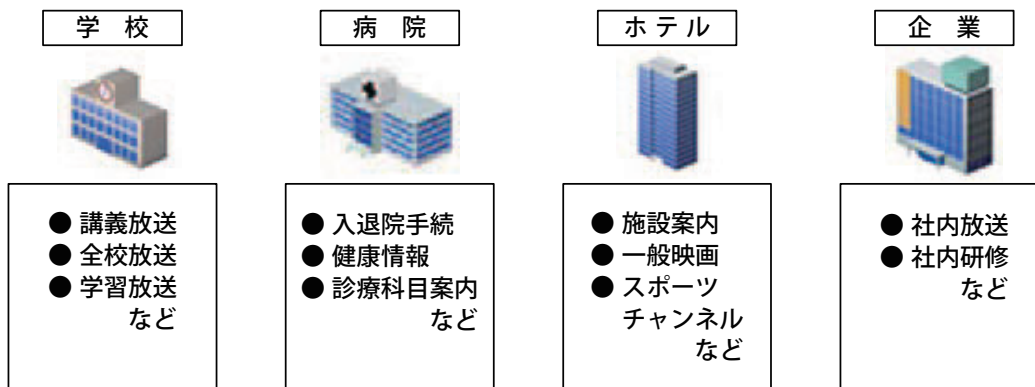 学 校
病 院
ホ テ ル
企 業
● 講義放送
● 全校放送
● 学習放送
など
● 入退院手続
● 健康情報
● 診療科目案内
など
● 施設案内
● 一般映画
● スポーツ
チャンネル
など
● 社内放送
● 社内研修
など